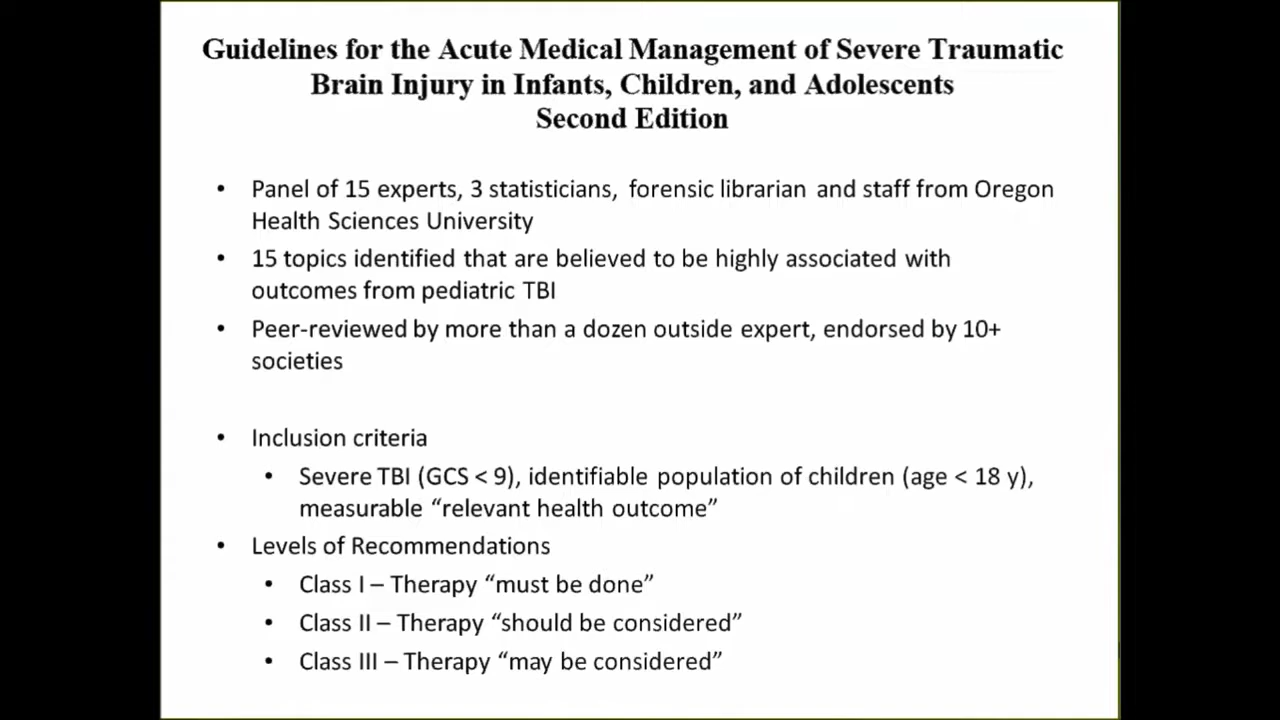 Guidelines for the Acute Medical Management of Severe Traumatic
Brain Injury in Infants, Children, and Adolescents
Second Edition
• Panel of 15 experts, 3 statisticians, forensic librarian and staff from Oregon
Health Sciences University
• 15 topics identified that are believed to be highly associated with
outcomes from pediatric TBI
• Peer-reviewed by more than a dozen outside expert, endorsed by 10+
societies
• Inclusion criteria
• Severe TBI (GCS < 9), identifiable population of children (age < 18 y),
measurable “relevant health outcome”
• Levels of Recommendations
• Class I – Therapy “must be done”
• Class II – Therapy “should be considered”
• Class III – Therapy “may be considered”